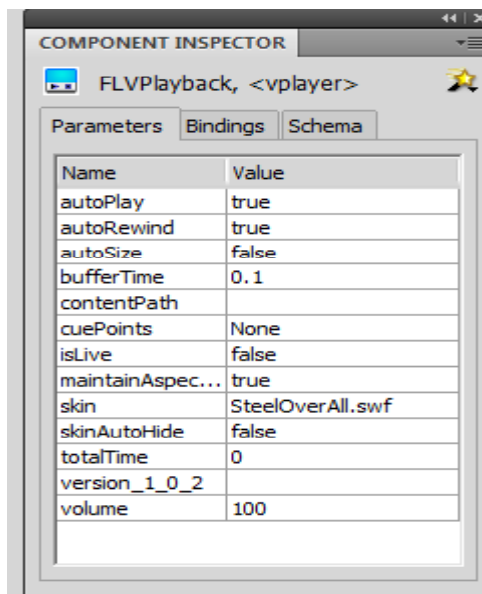 COMPONENT INSPECTOR
FLVPlayback, <vplayer>
Parameters Bindings Schema
Name Value
autoPlay true
autoRewind true
autoSize false
bufferTime 0.1
contentPath
cuePoints None
isLive false
maintainAspec... true
skin SteelOverAll.swf
skinAutoHide false
totalTime 0
version_1_0_2
volume 100